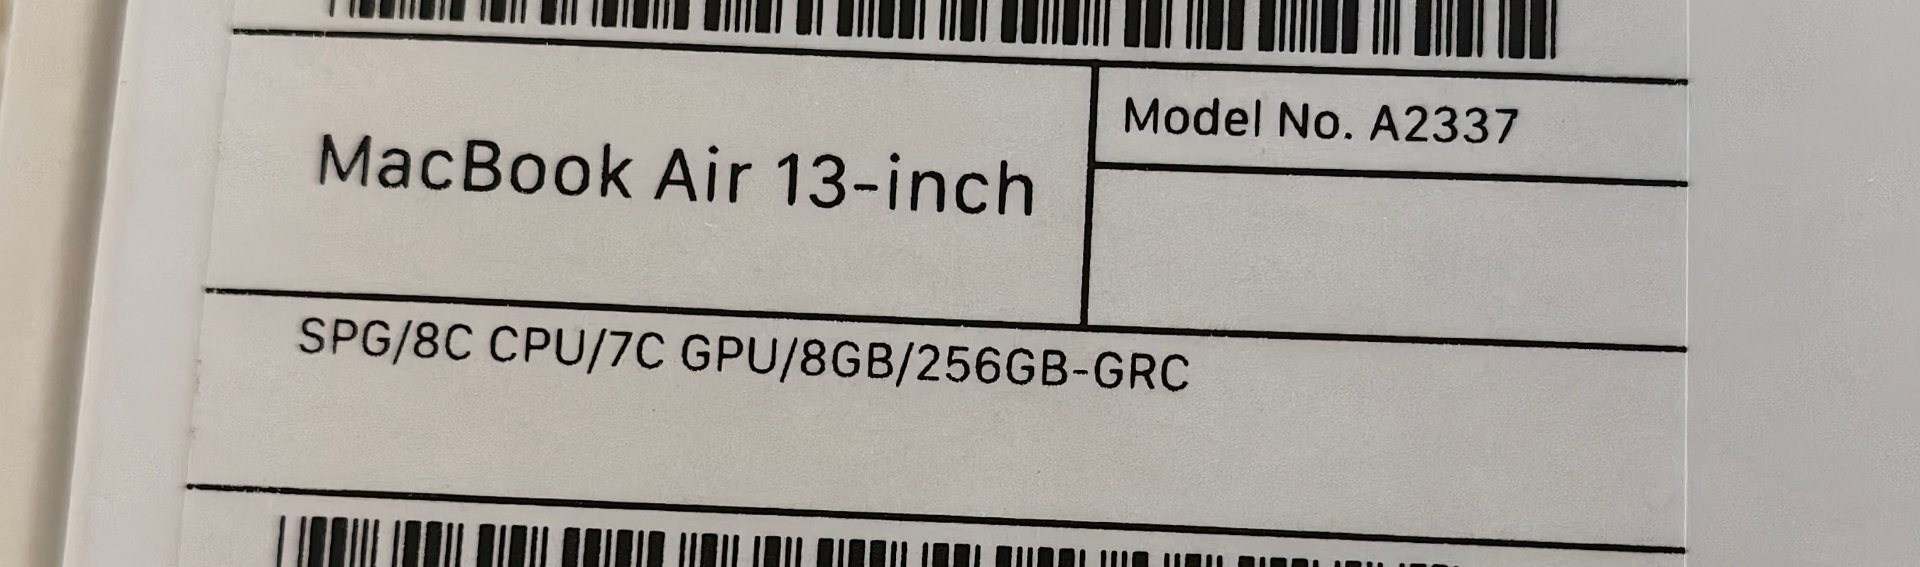 MacBook Air 13-inch
Model No. A2337
SPG/8C CPU/7C GPU/8GB/256GB-GRC